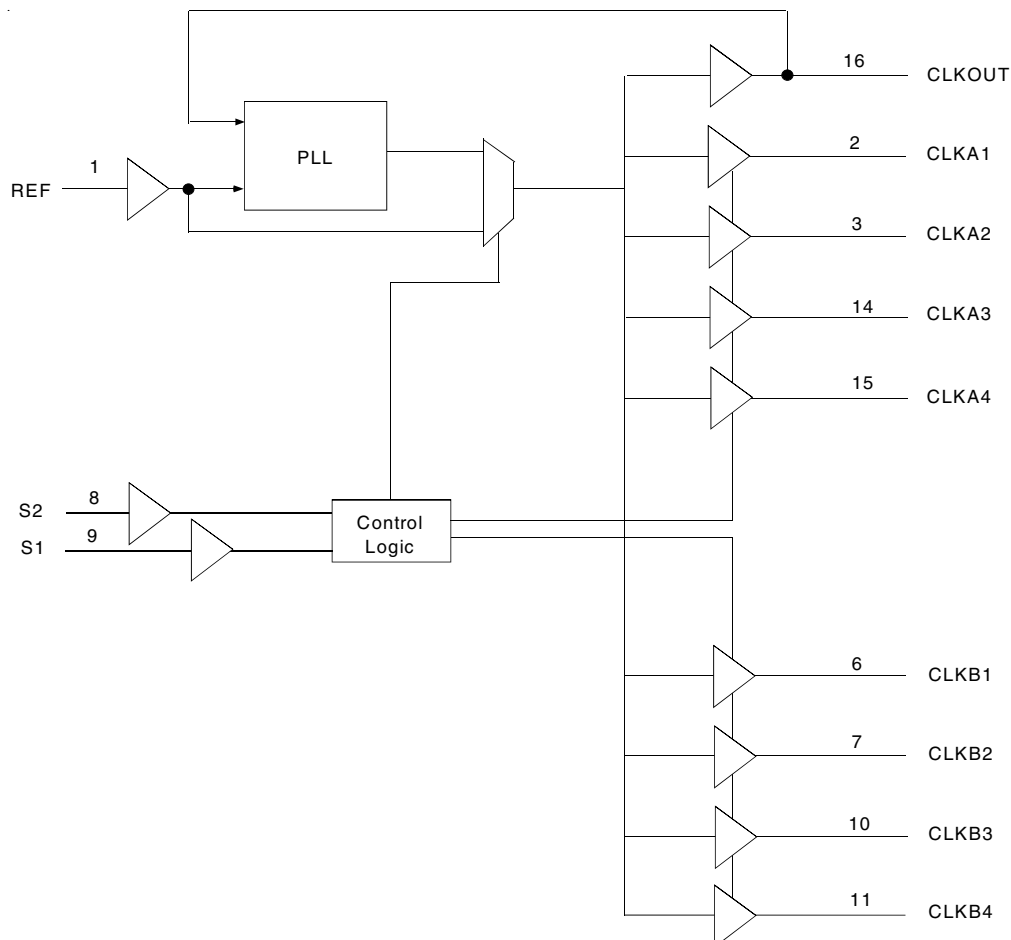 16 CLKOUT
PLL
1
REF
2 CLKA1
3 CLKA2
14 CLKA3
15 CLKA4
S2 8
S1 9
Control
Logic
6 CLKB1
7 CLKB2
10 CLKB3
11 CLKB4